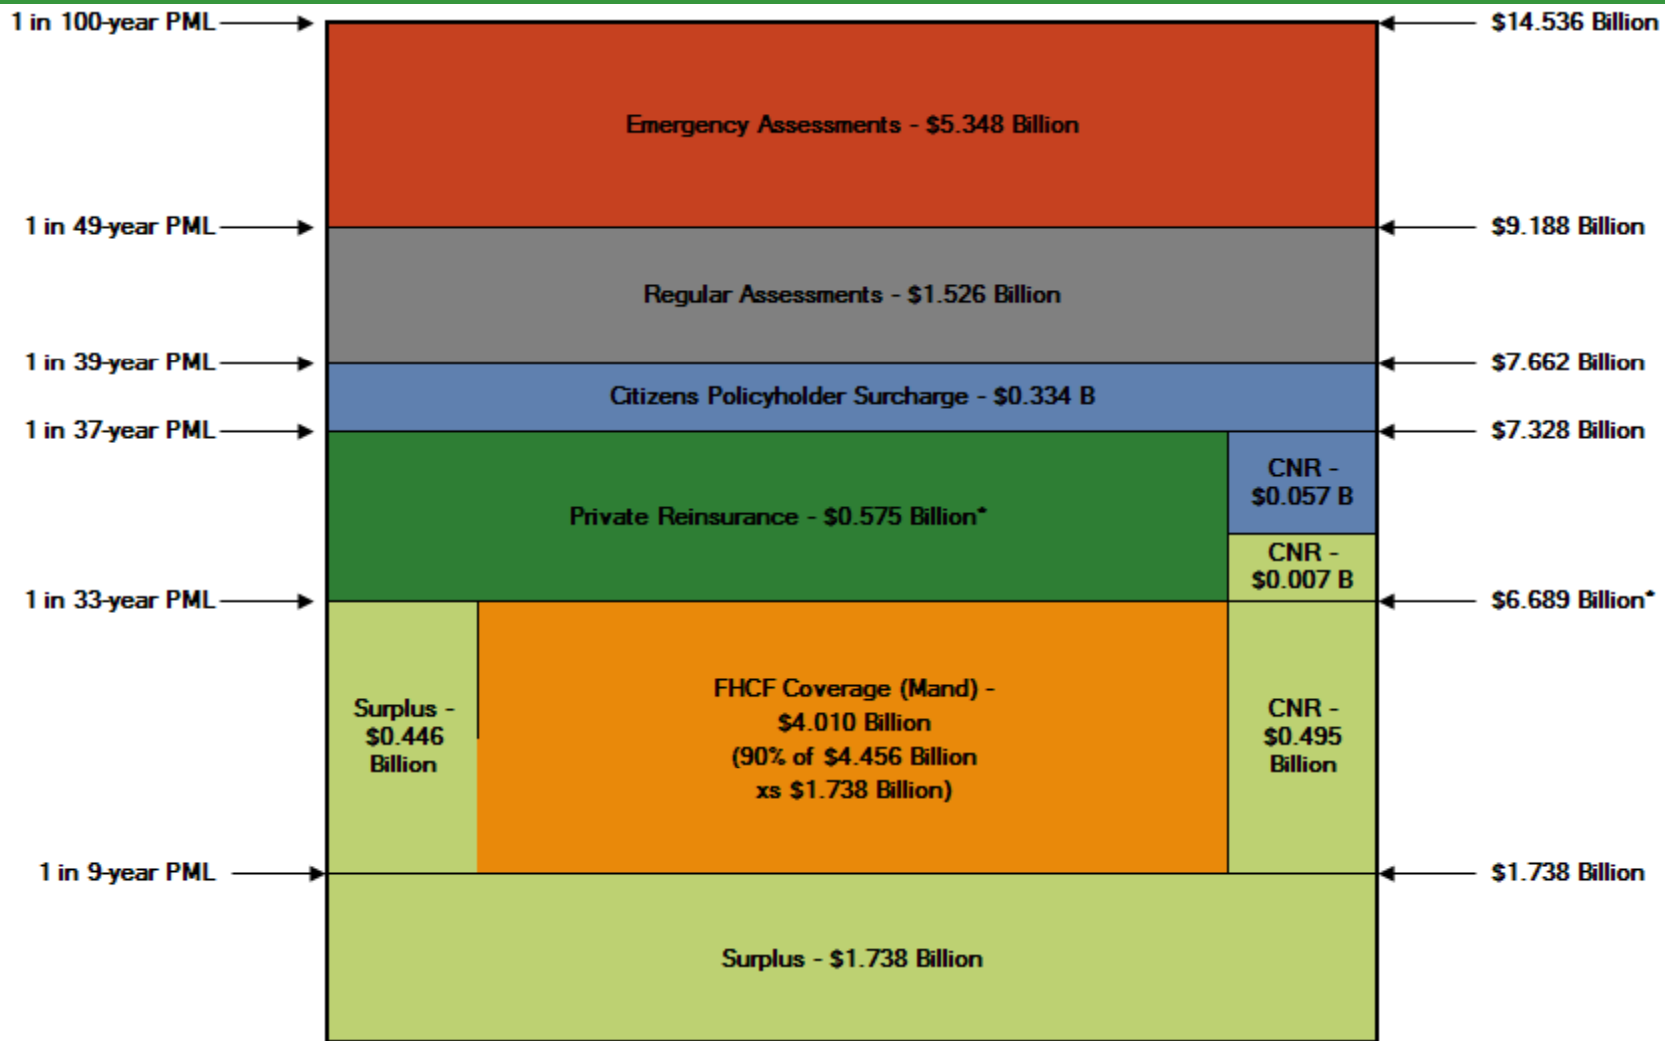 1 in 100-year PML
$14.536 Billion
Emergency Assessments - $5.348 Billion
1 in 49-year PML
$9.188 Billion
Regular Assessments - $1.526 Billion
1 in 39-year PML
$7.662 Billion
Citizens Policyholder Surcharge - $0.334 B
1 in 37-year PML
$7.328 Billion
CNR -
$0.057 B
Private Reinsurance - $0.575 Billion*
CNR -
$0.007 B
1 in 33-year PML
$6.689 Billion*
Surplus -
$0.446
Billion
FHCF Coverage (Mand) -
$4.010 Billion
(90% of $4.456 Billion
xs $1.738 Billion)
CNR -
$0.495
Billion
1 in 9-year PML
$1.738 Billion
Surplus - $1.738 Billion